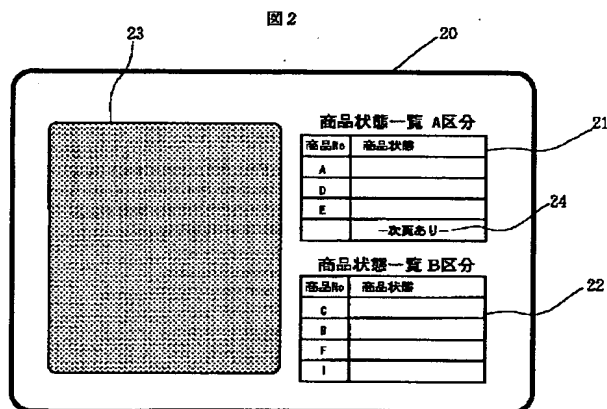 図2
23
20
商品状態一覧 A区分
21
商品No 商品状態
A
D
E
24
−次頁あり−
商品状態一覧 B区分
商品No 商品状態
22
C
B
F
I